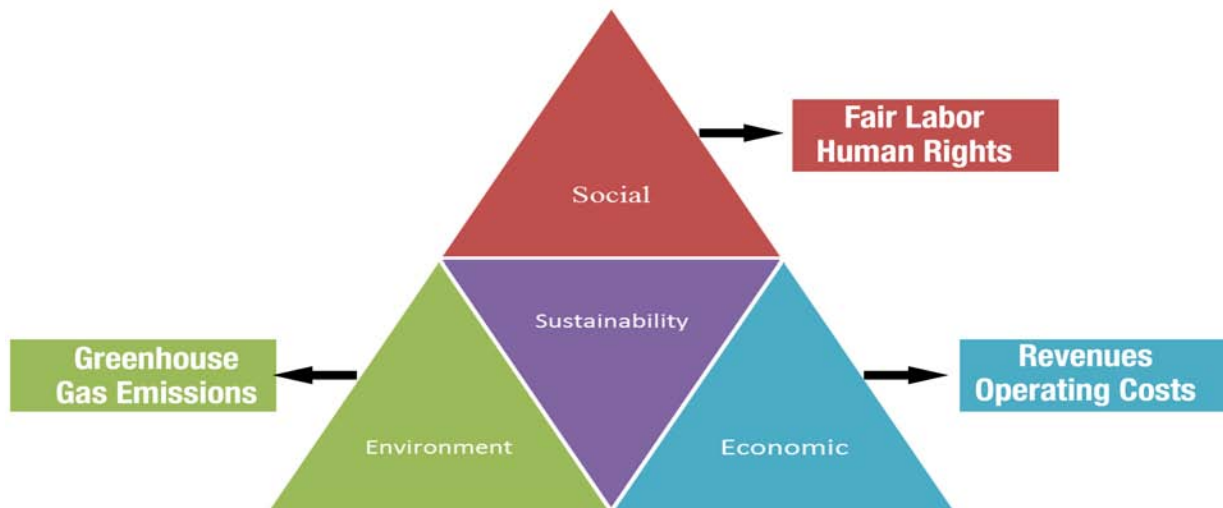 Fair Labor
Human Rights
Social
Sustainability
Greenhouse
Gas Emissions
Revenues
Operating Costs
Environment
Economic